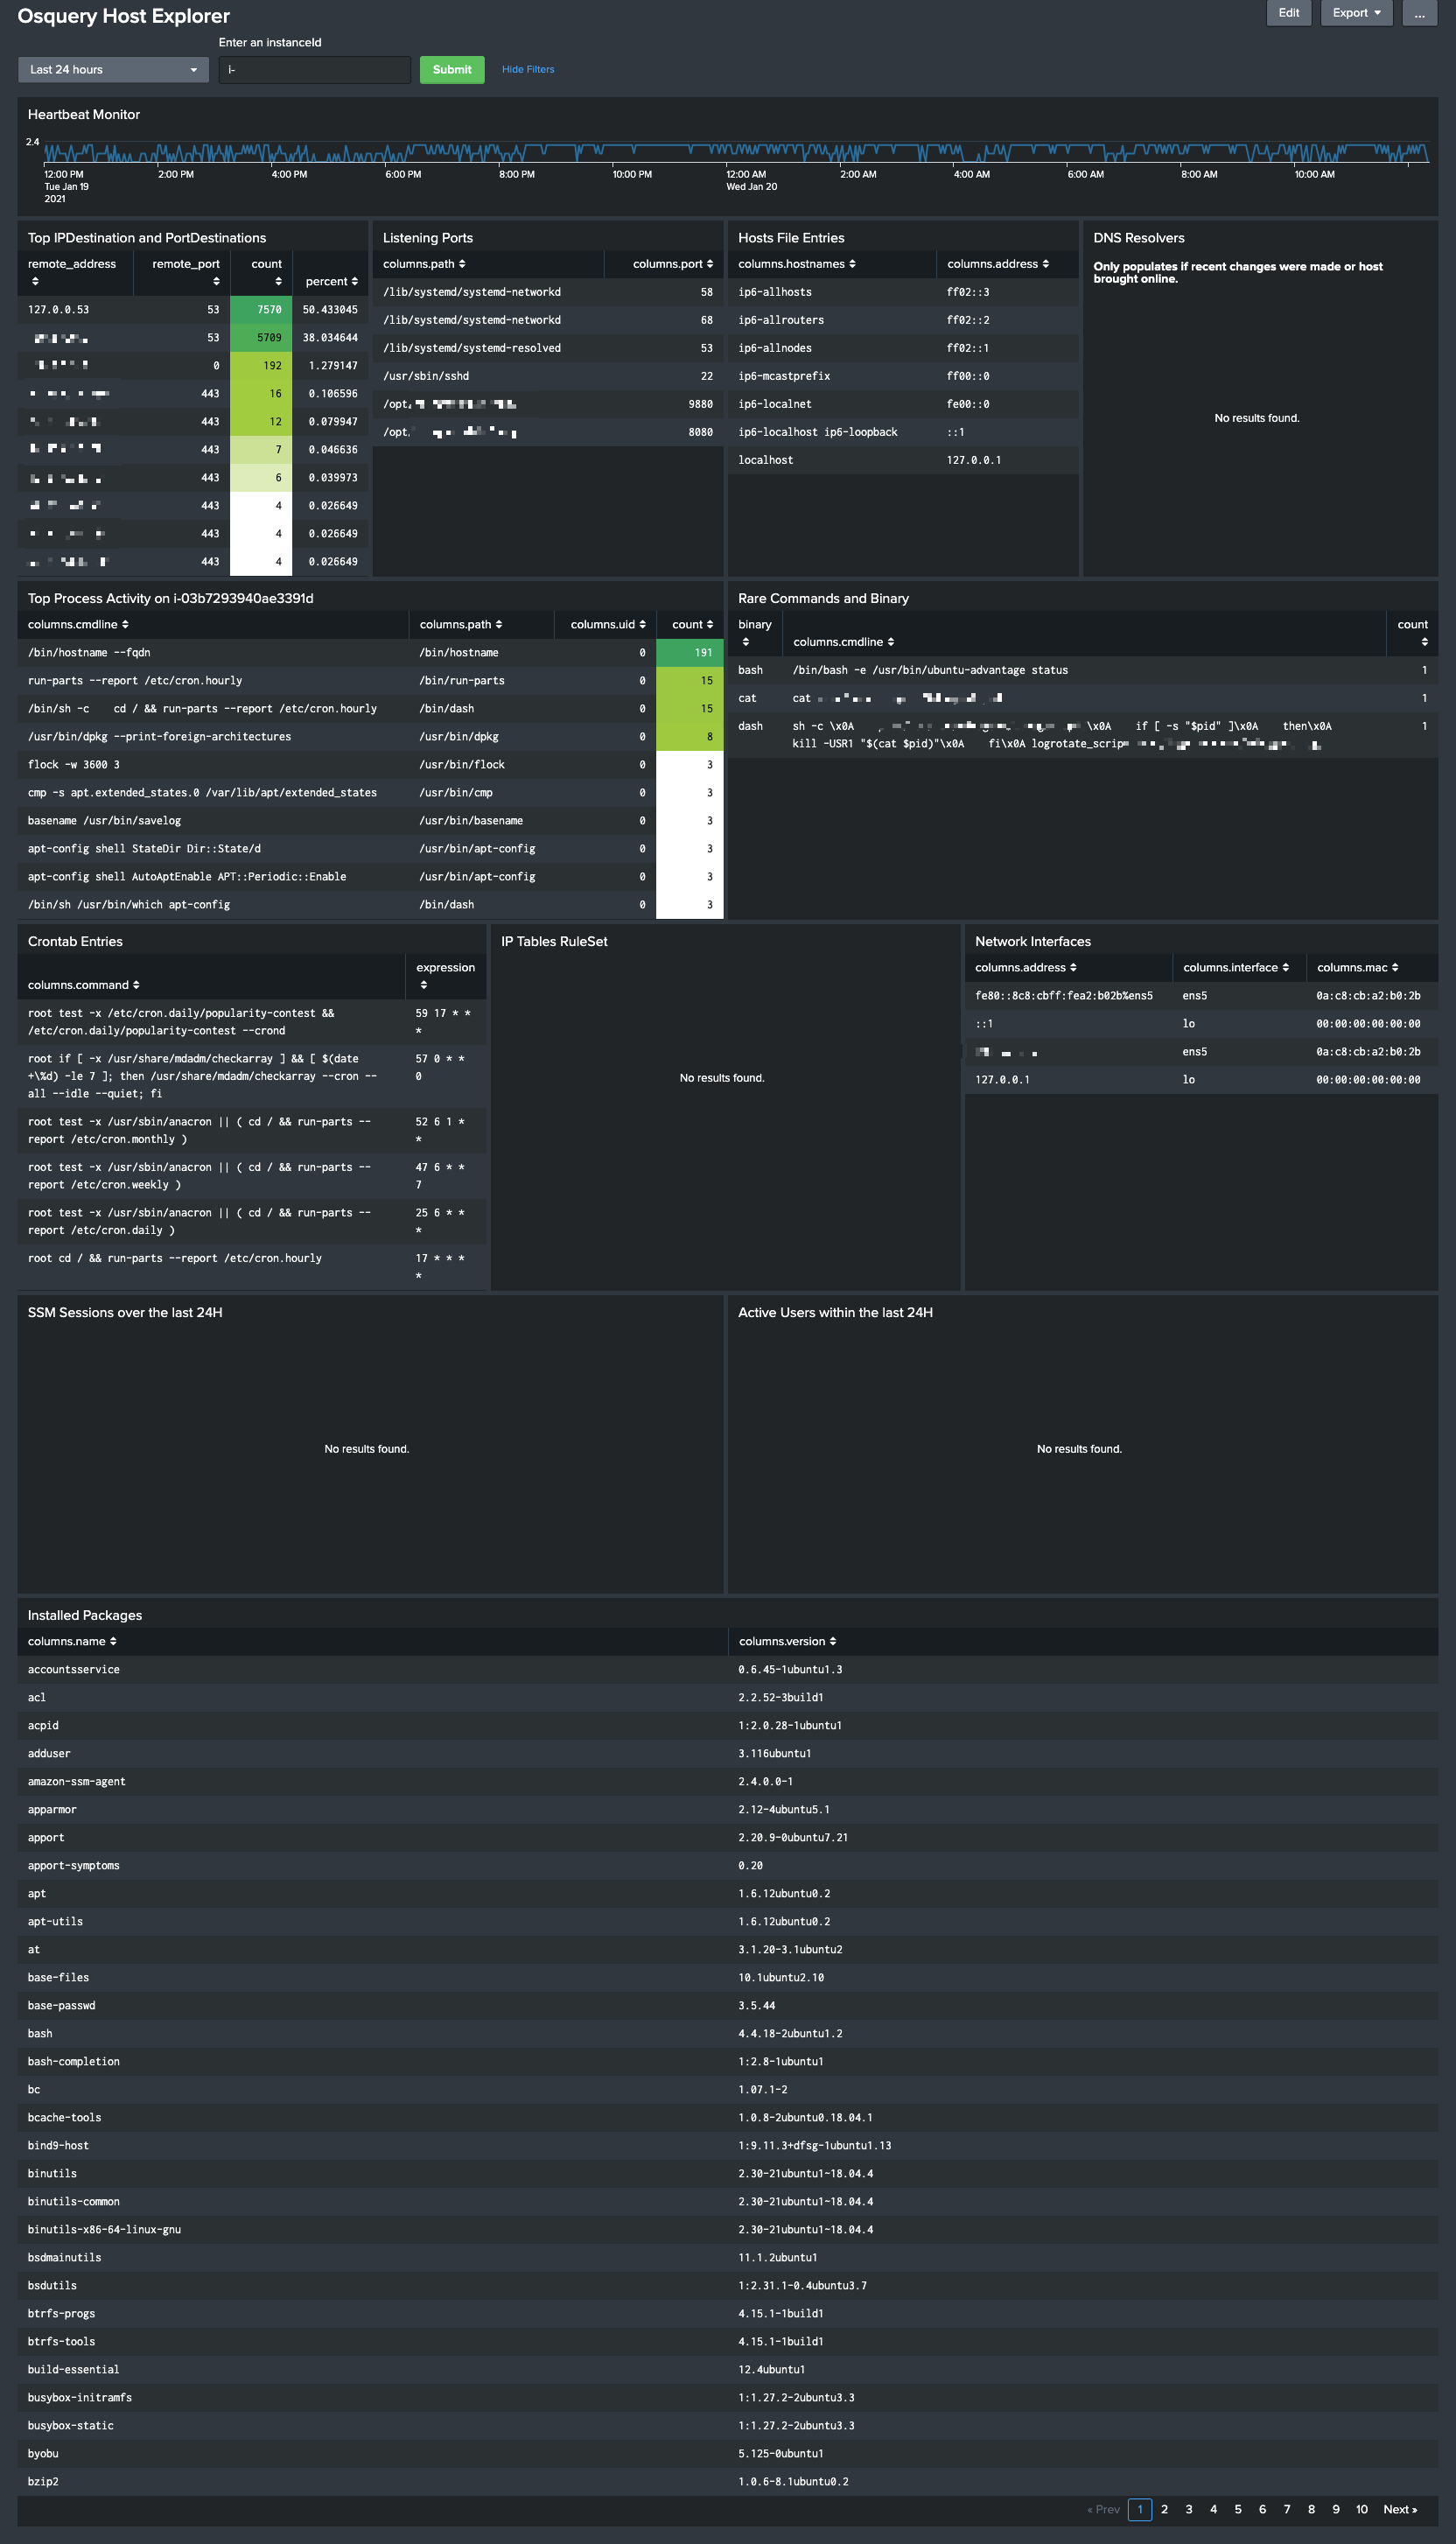 Osquery Host Explorer
Edit Export ...
Enter an instanceId
Last 24 hours i- Submit Hide Filters
Heartbeat Monitor
2.4
12:00 PM 2:00 PM 4:00 PM 6:00 PM 8:00 PM 10:00 PM 12:00 AM 2:00 AM 4:00 AM 6:00 AM 8:00 AM 10:00 AM
Tue Jan 19 Wed Jan 20
2021
Top IPDestination and PortDestinations
remote_address remote_port count percent
127.0.0.53 53 7570 50.433045
53 5709 38.034644
0 192 1.279147
443 16 0.106596
443 12 0.079947
443 7 0.046636
443 6 0.039973
443 4 0.026649
443 4 0.026649
443 4 0.026649
Listening Ports
columns.path columns.port
/lib/systemd/systemd-networkd 58
/lib/systemd/systemd-networkd 68
/lib/systemd/systemd-resolved 53
/usr/sbin/sshd 22
/opt 9880
/opt 8080
Hosts File Entries
columns.hostnames columns.address
ip6-allhosts ff02::3
ip6-allrouters ff02::2
ip6-allnodes ff02::1
ip6-mcastprefix ff00::0
ip6-localnet fe00::0
ip6-localhost ip6-loopback ::1
localhost 127.0.0.1
DNS Resolvers
Only populates if recent changes were made or host
brought online.
No results found.
Top Process Activity on i-03b7293940ae3391d
columns.cmdline columns.path columns.uid count
/bin/hostname --fqdn /bin/hostname 0 191
run-parts --report /etc/cron.hourly /bin/run-parts 0 15
/bin/sh -c cd / && run-parts --report /etc/cron.hourly /bin/dash 0 15
/usr/bin/dpkg --print-foreign-architectures /usr/bin/dpkg 0 8
flock -w 3600 3 /usr/bin/flock 0 3
cmp -s apt.extended_states.0 /var/lib/apt/extended_states /usr/bin/cmp 0 3
basename /usr/bin/savelog /usr/bin/basename 0 3
apt-config shell StateDir Dir::State/d /usr/bin/apt-config 0 3
apt-config shell AutoAptEnable APT::Periodic::Enable /usr/bin/apt-config 0 3
/bin/sh /usr/bin/which apt-config /bin/dash 0 3
Rare Commands and Binary
binary columns.cmdline count
bash /bin/bash -e /usr/bin/ubuntu-advantage status 1
cat cat 1
dash sh -c \x0A \x0A if [ -s "$pid" ]\x0A then\x0A 1
kill -USR1 "$(cat $pid)"\x0A fi\x0A logrotate_scrip
Crontab Entries
columns.command expression
root test -x /etc/cron.daily/popularity-contest && 59 17 * *
/etc/cron.daily/popularity-contest --crond *
root if [ -x /usr/share/mdadm/checkarray ] && [ $(date 57 0 * *
+\%d) -le 7 ]; then /usr/share/mdadm/checkarray --cron -- 0
all --idle --quiet; fi
root test -x /usr/sbin/anacron || ( cd / && run-parts -- 52 6 1 *
report /etc/cron.monthly ) *
root test -x /usr/sbin/anacron || ( cd / && run-parts -- 47 6 * *
report /etc/cron.weekly ) 7
root test -x /usr/sbin/anacron || ( cd / && run-parts -- 25 6 * *
report /etc/cron.daily ) *
root cd / && run-parts --report /etc/cron.hourly 17 * * *
*
IP Tables RuleSet
No results found.
Network Interfaces
columns.address columns.interface columns.mac
fe80::8c8:cbff:fea2:b02b%ens5 ens5 0a:c8:cb:a2:b0:2b
::1 lo 00:00:00:00:00:00
ens5 0a:c8:cb:a2:b0:2b
127.0.0.1 lo 00:00:00:00:00:00
SSM Sessions over the last 24H
No results found.
Active Users within the last 24H
No results found.
Installed Packages
columns.name columns.version
accountsservice 0.6.45-1ubuntu1.3
acl 2.2.52-3build1
acpid 1:2.0.28-1ubuntu1
adduser 3.116ubuntu1
amazon-ssm-agent 2.4.0.0-1
apparmor 2.12-4ubuntu5.1
apport 2.20.9-0ubuntu7.21
apport-symptoms 0.20
apt 1.6.12ubuntu0.2
apt-utils 1.6.12ubuntu0.2
at 3.1.20-3.1ubuntu2
base-files 10.1ubuntu2.10
base-passwd 3.5.44
bash 4.4.18-2ubuntu1.2
bash-completion 1:2.8-1ubuntu1
bc 1.07.1-2
bcache-tools 1.0.8-2ubuntu0.18.04.1
bind9-host 1:9.11.3+dfsg-1ubuntu1.13
binutils 2.30-21ubuntu1~18.04.4
binutils-common 2.30-21ubuntu1~18.04.4
binutils-x86-64-linux-gnu 2.30-21ubuntu1~18.04.4
bsdmainutils 11.1.2ubuntu1
bsdutils 1:2.31.1-0.4ubuntu3.7
btrfs-progs 4.15.1-1build1
btrfs-tools 4.15.1-1build1
build-essential 12.4ubuntu1
busybox-initramfs 1:1.27.2-2ubuntu3.3
busybox-static 1:1.27.2-2ubuntu3.3
byobu 5.125-0ubuntu1
bzip2 1.0.6-8.1ubuntu0.2
« Prev 1 2 3 4 5 6 7 8 9 10 Next »